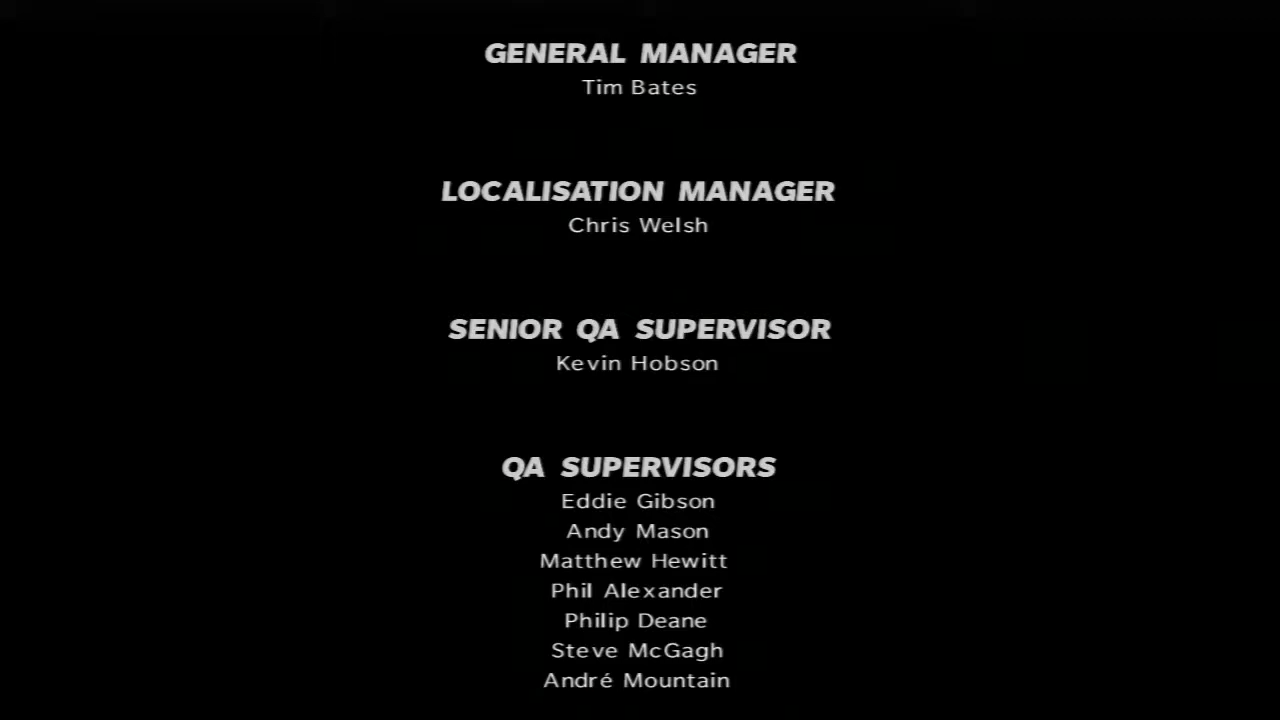 GENERAL MANAGER
Tim Bates
LOCALISATION MANAGER
Chris Welsh
SENIOR QA SUPERVISOR
Kevin Hobson
QA SUPERVISORS
Eddie Gibson
Andy Mason
Matthew Hewitt
Phil Alexander
Philip Deane
Steve McGagh
André Mountain